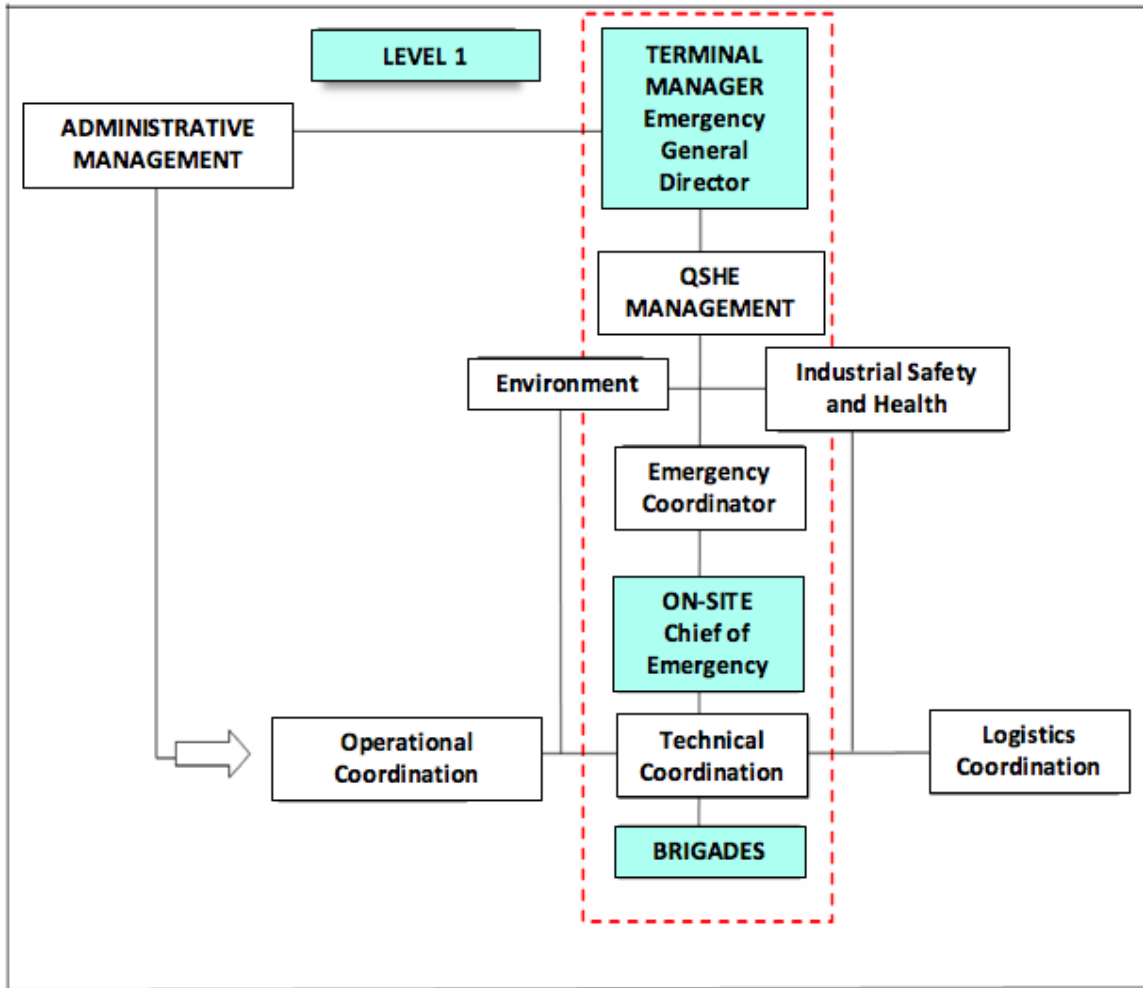 LEVEL 1
TERMINAL
MANAGER
Emergency
General
Director
ADMINISTRATIVE
MANAGEMENT
QSHE
MANAGEMENT
Environment
Industrial Safety
and Health
Emergency
Coordinator
ON-SITE
Chief of
Emergency
Operational
Coordination
Technical
Coordination
Logistics
Coordination
BRIGADES